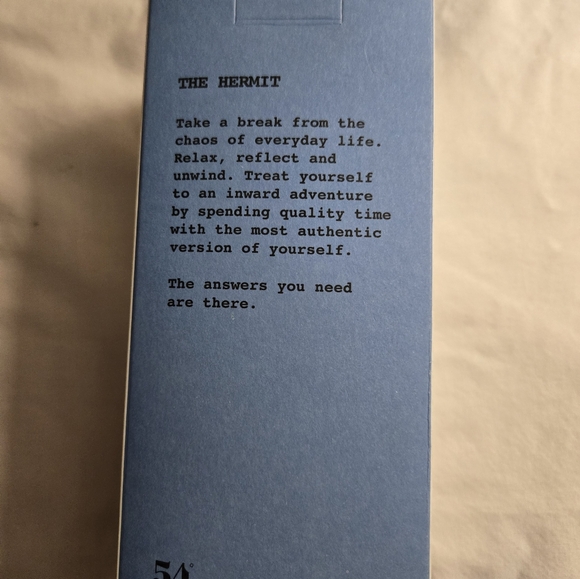 THE HERMIT
Take a break from the
chaos of everyday life.
Relax, reflect and
unwind. Treat yourself
to an inward adventure
by spending quality time
with the most authentic
version of yourself.
The answers you need
are there.
54°